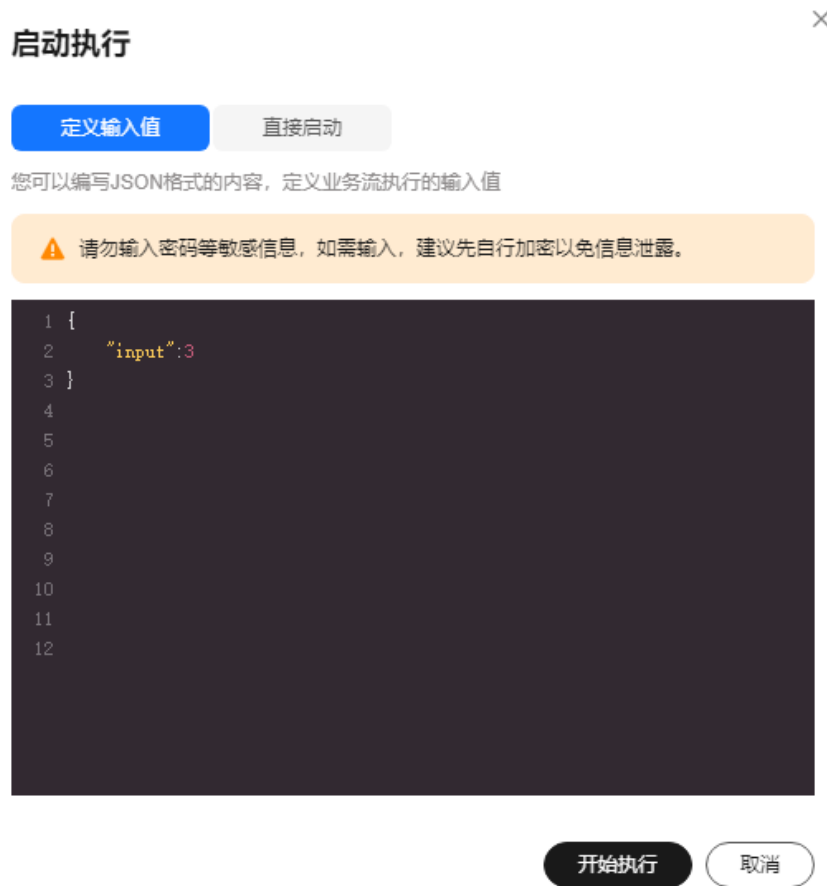 启动执行
定义输入值 直接启动
您可以编写JSON格式的内容，定义业务流执行的输入值
请勿输入密码等敏感信息，如需输入，建议先自行加密以免信息泄露。
1 {
2 "input":3
3 }
4
5
6
7
8
9
10
11
12
开始执行 取消